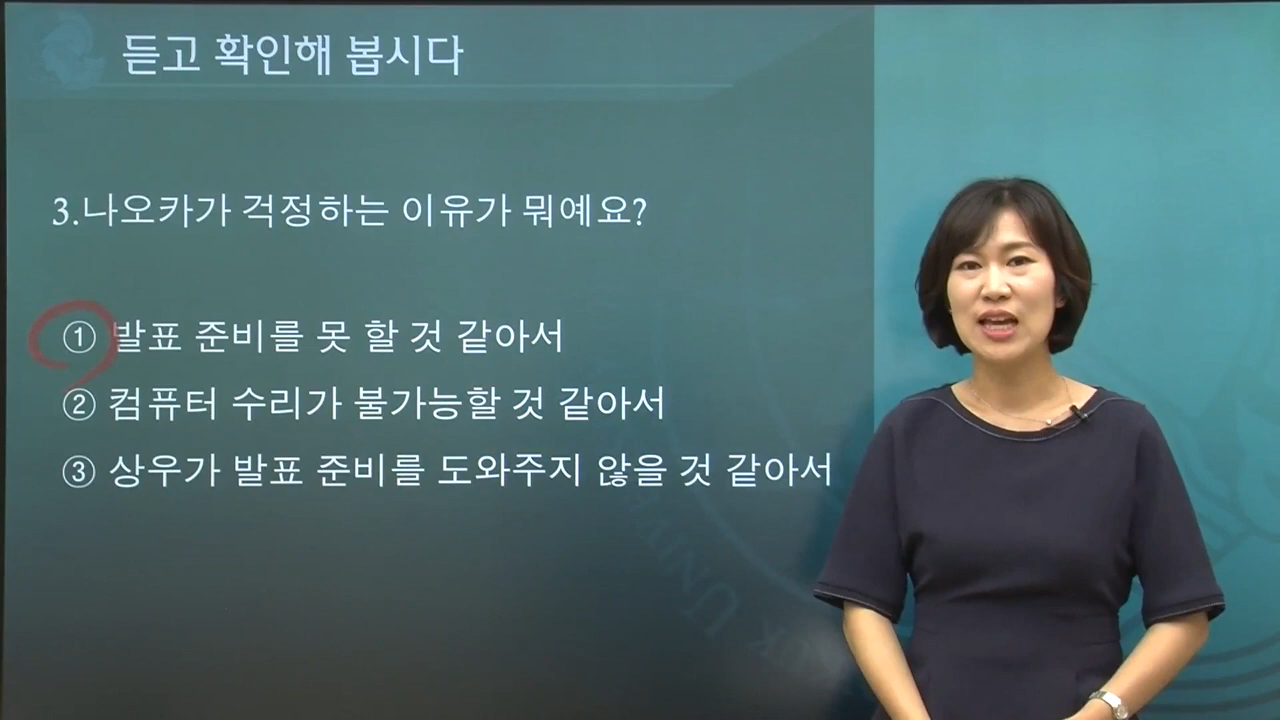 듣고 확인해 봅시다
3.나오카가 걱정하는 이유가 뭐예요?
① 발표 준비를 못 할 것 같아서
② 컴퓨터 수리가 불가능할 것 같아서
③ 상우가 발표 준비를 도와주지 않을 것 같아서